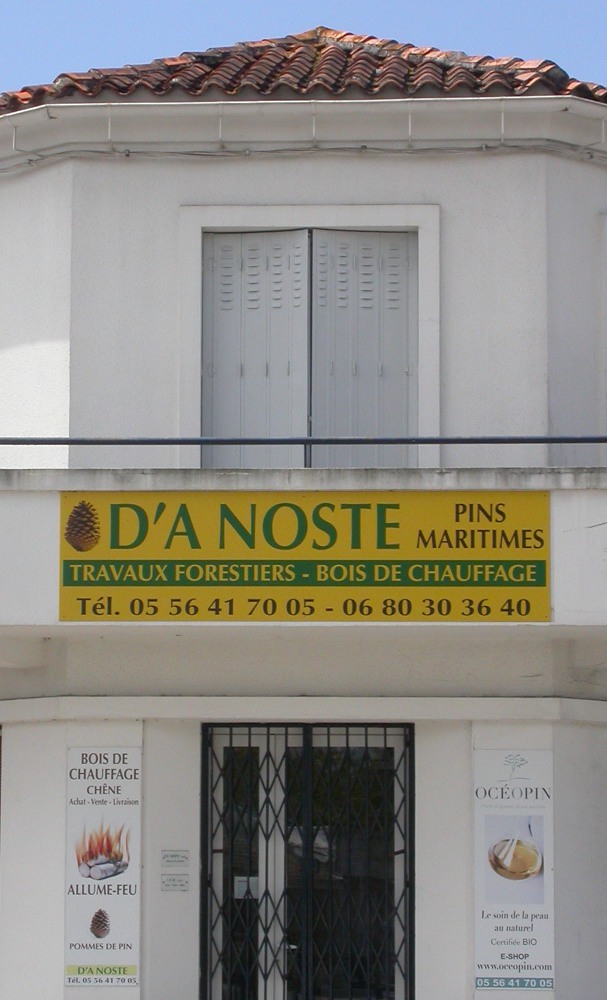 D'A NOSTE
PINS
MARITIMES
TRAVAUX FORESTIERS - BOIS DE CHAUFFAGE
Tél. 05 56 41 70 05 - 06 80 30 36 40
BOIS DE
CHAUFFAGE
CHÊNE
Achat - Vente - Livraison
ALLUME-FEU
POMMES DE PIN
D'A NOSTE
Tél. 05 56 41 70 05
OCÉOPIN
Le soin de la peau
au naturel
Certifiée BIO
E-SHOP
www.oceopin.com
05 56 41 70 05